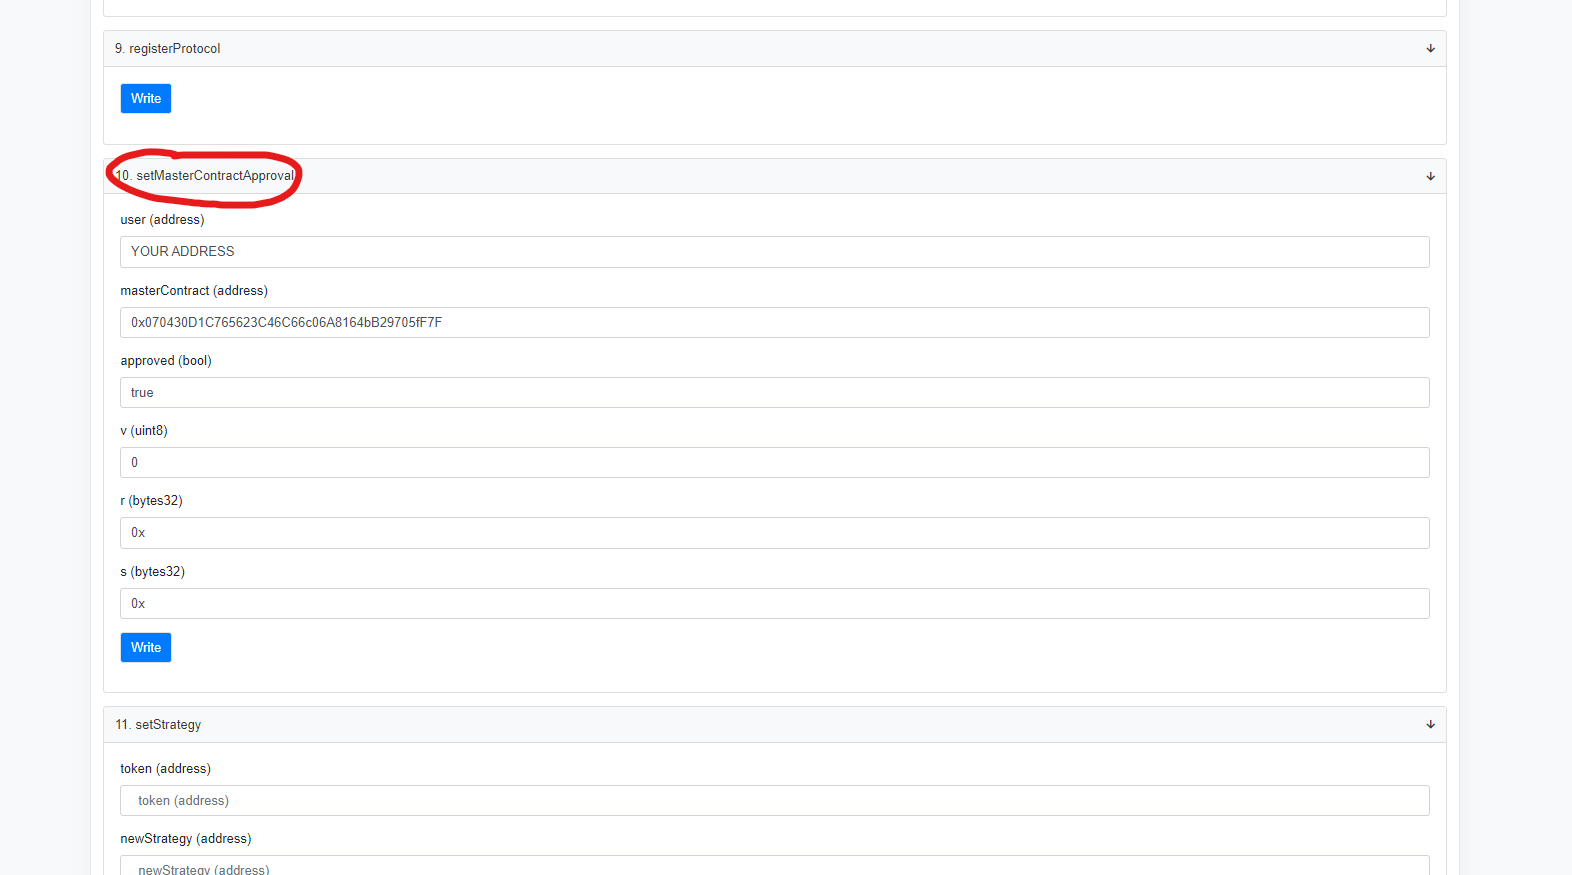 9. registerProtocol
Write
10. setMasterContractApproval
user (address)
YOUR ADDRESS
masterContract (address)
0x070430D1C765623C46C66c06A8164bB29705fF7F
approved (bool)
true
v (uint8)
0
r (bytes32)
0x
s (bytes32)
0x
Write
11. setStrategy
token (address)
token (address)
newStrategy (address)
newStrategy (address)